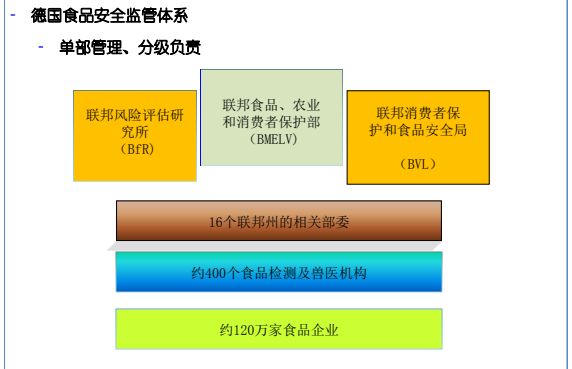 - 德国食品安全监管体系
- 单部管理、分级负责
联邦风险评估研
究所
(BfR)
联邦食品、农业
和消费者保护部
(BMELV)
联邦消费者保
护和食品安全局
(BVL)
16个联邦州的相关部委
约400个食品检测及兽医机构
约120万家食品企业